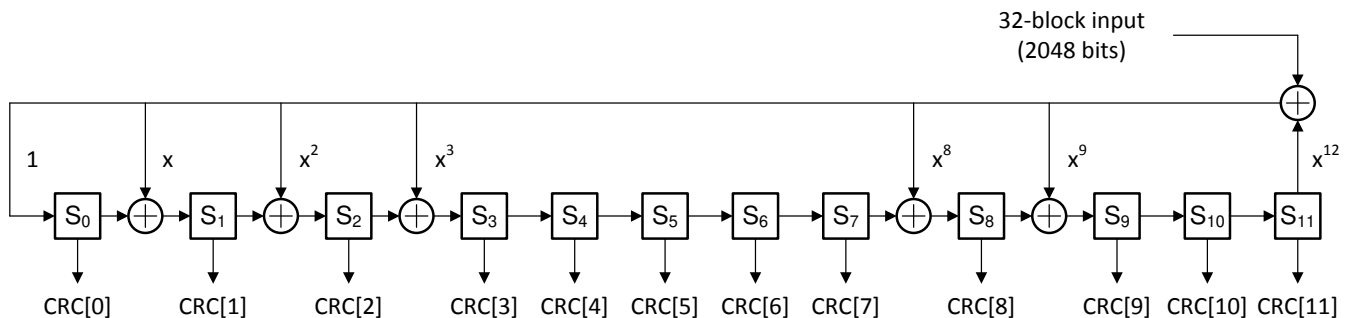 32-block input
(2048 bits)
1 x x² x³ x⁸ x⁹ x¹²
S₀ S₁ S₂ S₃ S₄ S₅ S₆ S₇ S₈ S₉ S₁₀ S₁₁
CRC[0] CRC[1] CRC[2] CRC[3] CRC[4] CRC[5] CRC[6] CRC[7] CRC[8] CRC[9] CRC[10] CRC[11]